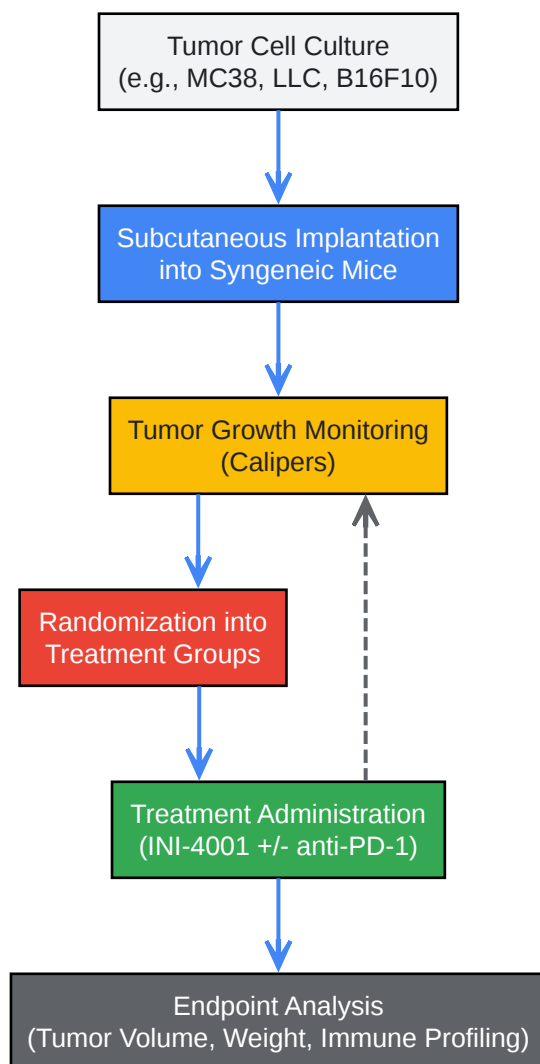 Tumor Cell Culture
(e.g., MC38, LLC, B16F10)
Subcutaneous Implantation
into Syngeneic Mice
Tumor Growth Monitoring
(Calipers)
Randomization into
Treatment Groups
Treatment Administration
(INI-4001 +/- anti-PD-1)
Endpoint Analysis
(Tumor Volume, Weight, Immune Profiling)